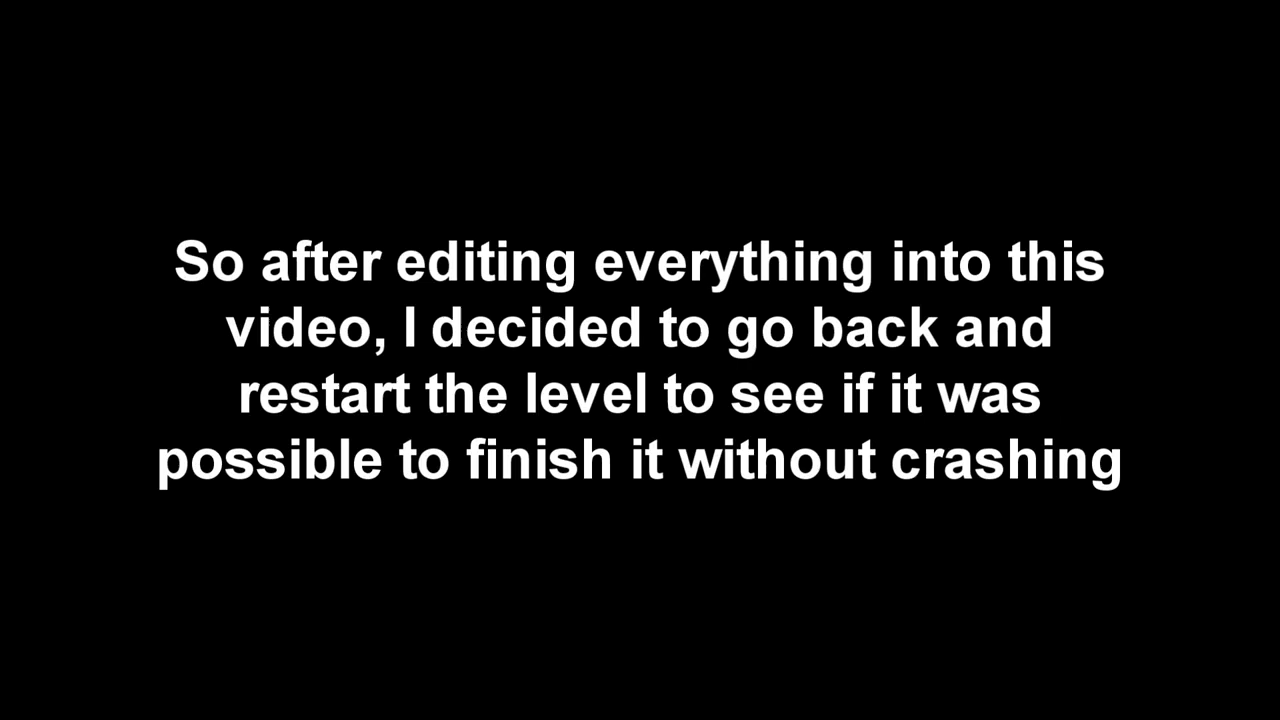 So after editing everything into this
video, I decided to go back and
restart the level to see if it was
possible to finish it without crashing